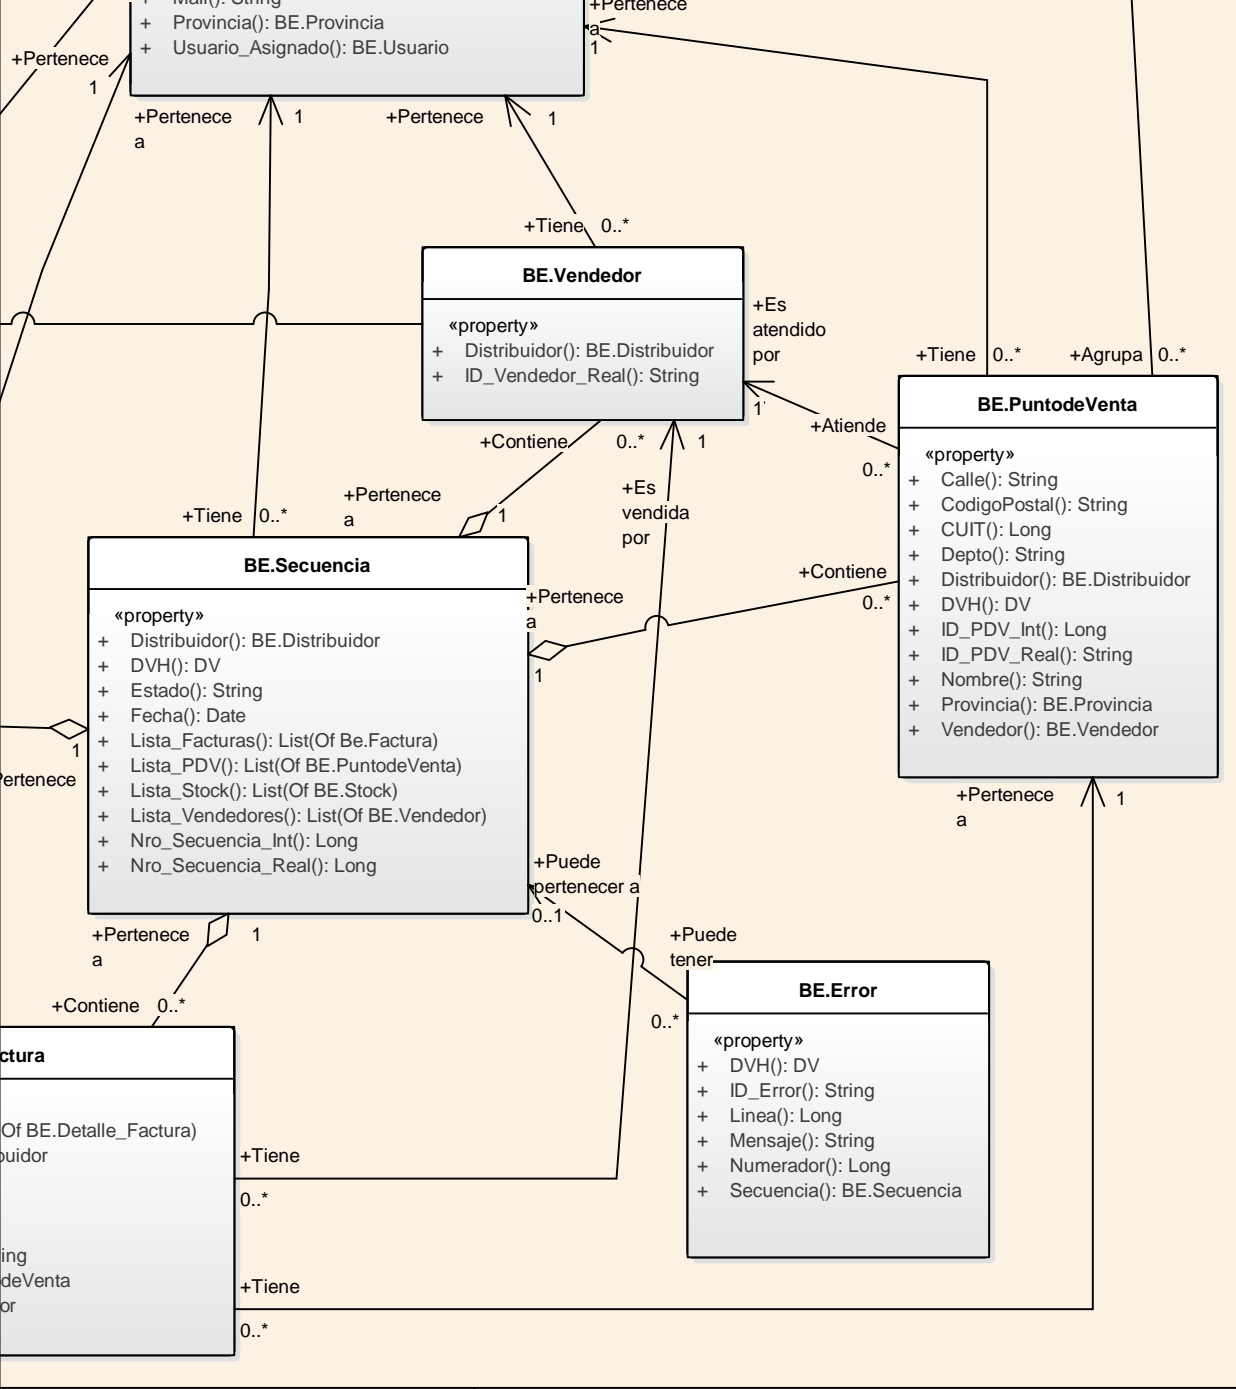 Mail(): String
+ Provincia(): BE.Provincia
+ Usuario_Asignado(): BE.Usuario
+Pertenece
a
1
+Pertenece
1
+Pertenece
a
1
+Pertenece
1
+Tiene 0..*
BE.Vendedor
«property»
+ Distribuidor(): BE.Distribuidor
+ ID_Vendedor_Real(): String
+Es
atendido
por
1
+Tiene 0..*
+Agrupa 0..*
BE.PuntodeVenta
«property»
+ Calle(): String
+ CodigoPostal(): String
+ CUIT(): Long
+ Depto(): String
+ Distribuidor(): BE.Distribuidor
+ DVH(): DV
+ ID_PDV_Int(): Long
+ ID_PDV_Real(): String
+ Nombre(): String
+ Provincia(): BE.Provincia
+ Vendedor(): BE.Vendedor
+Atiende
0..*
+Contiene 0..*
1
+Es
vendida
por
+Pertenece
a
1
+Tiene 0..*
BE.Secuencia
«property»
+ Distribuidor(): BE.Distribuidor
+ DVH(): DV
+ Estado(): String
+ Fecha(): Date
+ Lista_Facturas(): List(Of Be.Factura)
+ Lista_PDV(): List(Of BE.PuntodeVenta)
+ Lista_Stock(): List(Of BE.Stock)
+ Lista_Vendedores(): List(Of BE.Vendedor)
+ Nro_Secuencia_Int(): Long
+ Nro_Secuencia_Real(): Long
+Contiene
0..*
+Pertenece
a
1
1
Pertenece
+Pertenece
a
1
+Puede
pertenecer a
0..1
+Pertenece
a
1
+Puede
tener
0..*
BE.Error
«property»
+ DVH(): DV
+ ID_Error(): String
+ Linea(): Long
+ Mensaje(): String
+ Numerador(): Long
+ Secuencia(): BE.Secuencia
+Contiene 0..*
ctura
Of BE.Detalle_Factura)
buidor
ing
deVenta
or
+Tiene
0..*
+Tiene
0..*